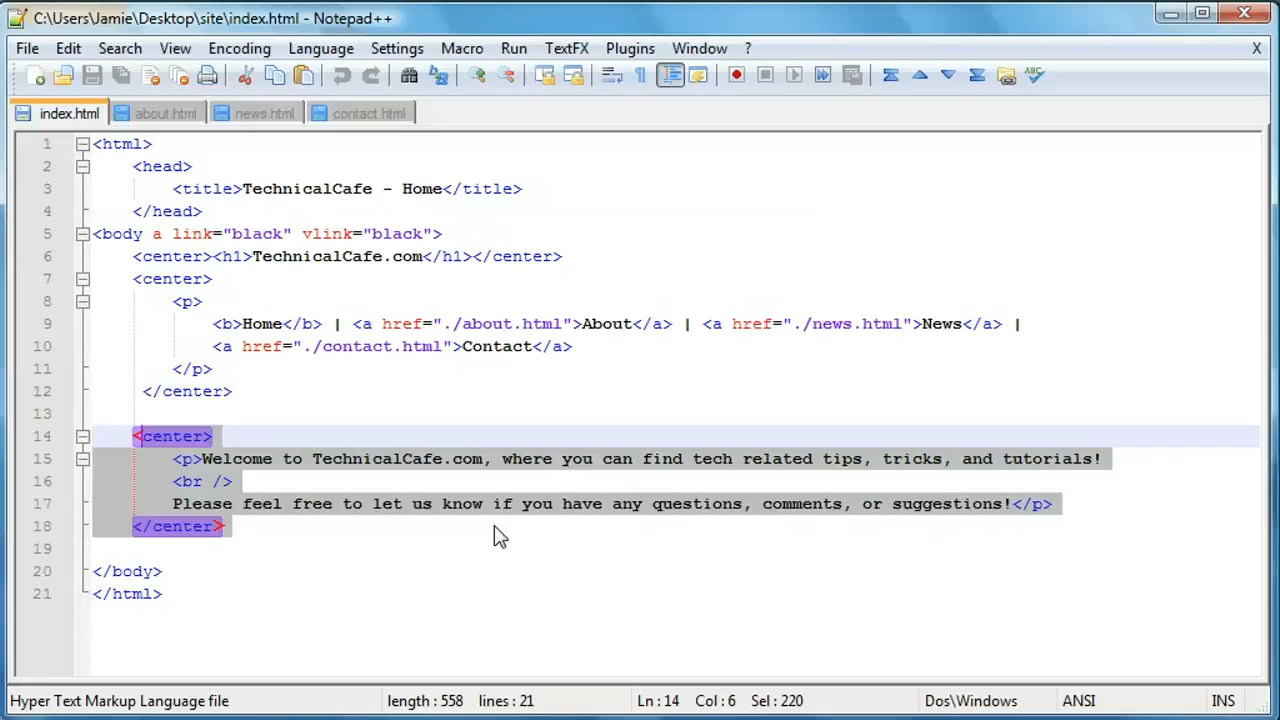 C:\Users\Jamie\Desktop\site\index.html - Notepad++
File Edit Search View Encoding Language Settings Macro Run TextFX Plugins Window ? X
index.html about.html news.html contact.html
1 <html>
2 <head>
3 <title>TechnicalCafe - Home</title>
4 </head>
5 <body a link="black" vlink="black">
6 <center><h1>TechnicalCafe.com</h1></center>
7 <center>
8 <p>
9 <b>Home</b> | <a href="./about.html">About</a> | <a href="./news.html">News</a> |
10 <a href="./contact.html">Contact</a>
11 </p>
12 </center>
13
14 <center>
15 <p>Welcome to TechnicalCafe.com, where you can find tech related tips, tricks, and tutorials!
16 <br />
17 Please feel free to let us know if you have any questions, comments, or suggestions!</p>
18 </center>
19
20 </body>
21 </html>
Hyper Text Markup Language file length : 558 lines : 21 Ln : 14 Col : 6 Sel : 220 Dos\Windows ANSI INS